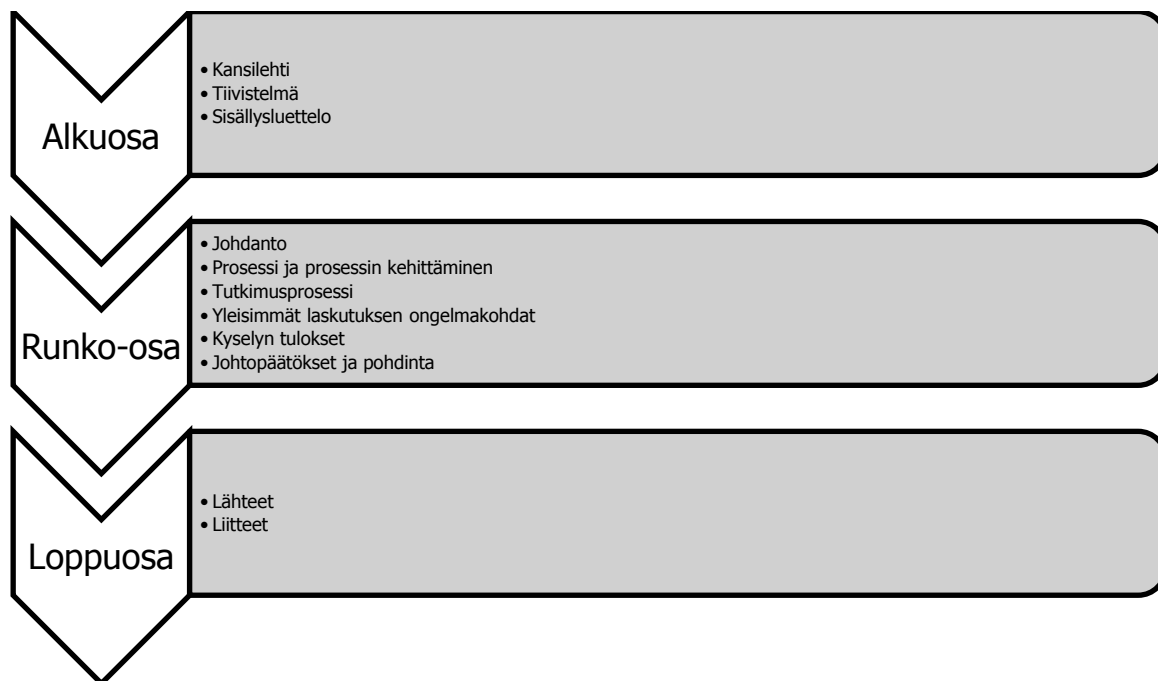 Alkuosa
• Kansilehti
• Tiivistelmä
• Sisällysluettelo
Runko-osa
• Johdanto
• Prosessi ja prosessin kehittäminen
• Tutkimusprosessi
• Yleisimmät laskutuksen ongelmakohdat
• Kyselyn tulokset
• Johtopäätökset ja pohdinta
Loppuosa
• Lähteet
• Liitteet